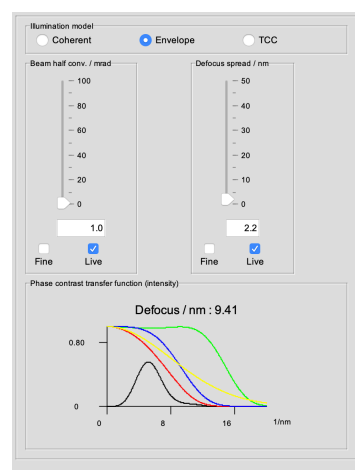 Illumination model
Coherent Envelope TCC
Beam half conv. / mrad Defocus spread / nm
100 50
80 40
60 30
40 20
20 10
0 0
1.0 2.2
Fine Live Fine Live
Phase contrast transfer function (intensity)
Defocus / nm : 9.41
0.80
0
0 8 16 1/nm